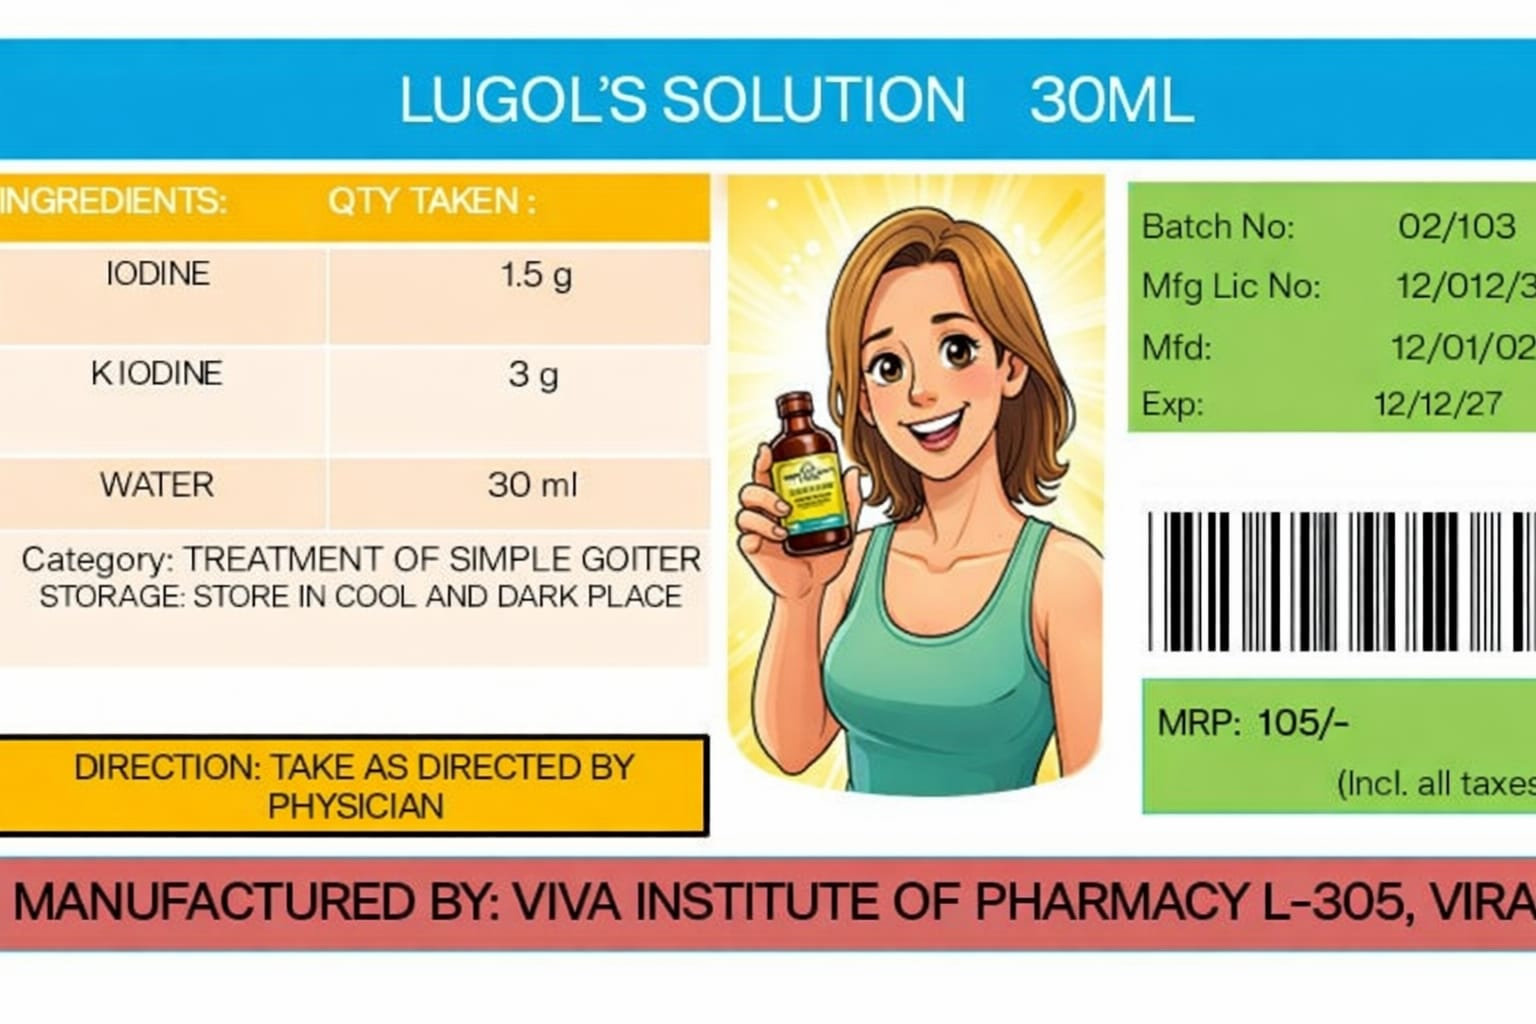 LUGOL'S SOLUTION 30ML
INGREDIENTS: QTY TAKEN :
IODINE 1.5 g
K IODINE 3 g
WATER 30 ml
Category: TREATMENT OF SIMPLE GOITER
STORAGE: STORE IN COOL AND DARK PLACE
DIRECTION: TAKE AS DIRECTED BY
PHYSICIAN
Batch No: 02/103
Mfg Lic No: 12/012/3
Mfd: 12/01/02
Exp: 12/12/27
MRP: 105/-
(Incl. all taxes
MANUFACTURED BY: VIVA INSTITUTE OF PHARMACY L-305, VIRA